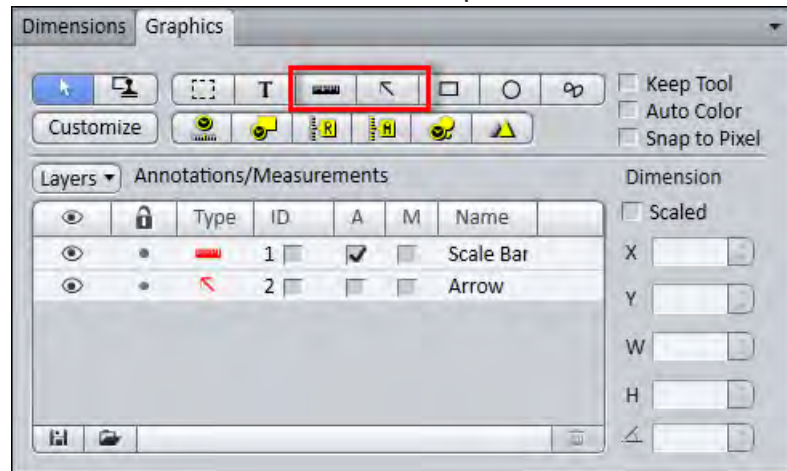 Dimensions Graphics
T
Keep Tool
Auto Color
Snap to Pixel
Customize R M
Layers Annotations/Measurements Dimension
Type ID A M Name Scaled
1 Scale Bar X
2 Arrow
Y
W
H